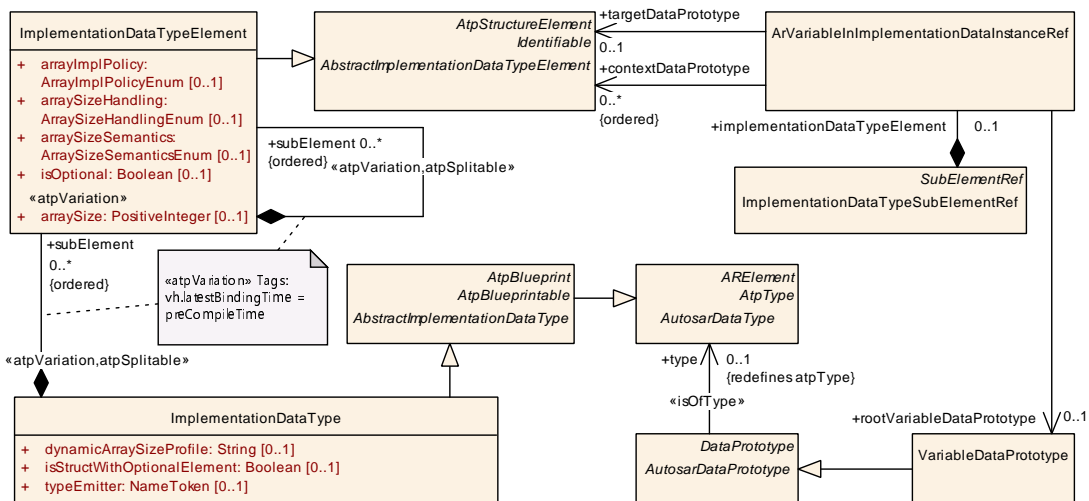 ImplementationDataTypeElement
+ arrayImplPolicy:
ArrayImplPolicyEnum [0..1]
+ arraySizeHandling:
ArraySizeHandlingEnum [0..1]
+ arraySizeSemantics:
ArraySizeSemanticsEnum [0..1]
+ isOptional: Boolean [0..1]
«atpVariation»
+ arraySize: PositiveInteger [0..1]
AtpStructureElement
Identifiable
AbstractImplementationDataTypeElement
+targetDataPrototype
0..1
+contextDataPrototype
0..*
{ordered}
ArVariableInImplementationDataInstanceRef
+subElement 0..*
{ordered}
«atpVariation,atpSplitable»
+implementationDataTypeElement
0..1
SubElementRef
ImplementationDataTypeSubElementRef
+subElement
0..*
{ordered}
«atpVariation» Tags:
vh.latestBindingTime =
preCompileTime
AtpBlueprint
AtpBlueprintable
AbstractImplementationDataType
ARElement
AtpType
AutosarDataType
«atpVariation,atpSplitable»
+type
0..1
{redefines atpType}
«isOfType»
ImplementationDataType
+ dynamicArraySizeProfile: String [0..1]
+ isStructWithOptionalElement: Boolean [0..1]
+ typeEmitter: NameToken [0..1]
+rootVariableDataPrototype
0..1
DataPrototype
AutosarDataPrototype
VariableDataPrototype